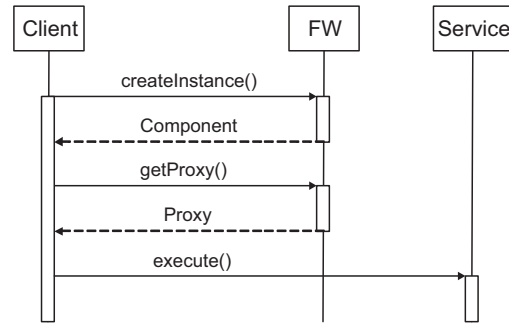 Client
FW
Service
createInstance()
Component
getProxy()
Proxy
execute()